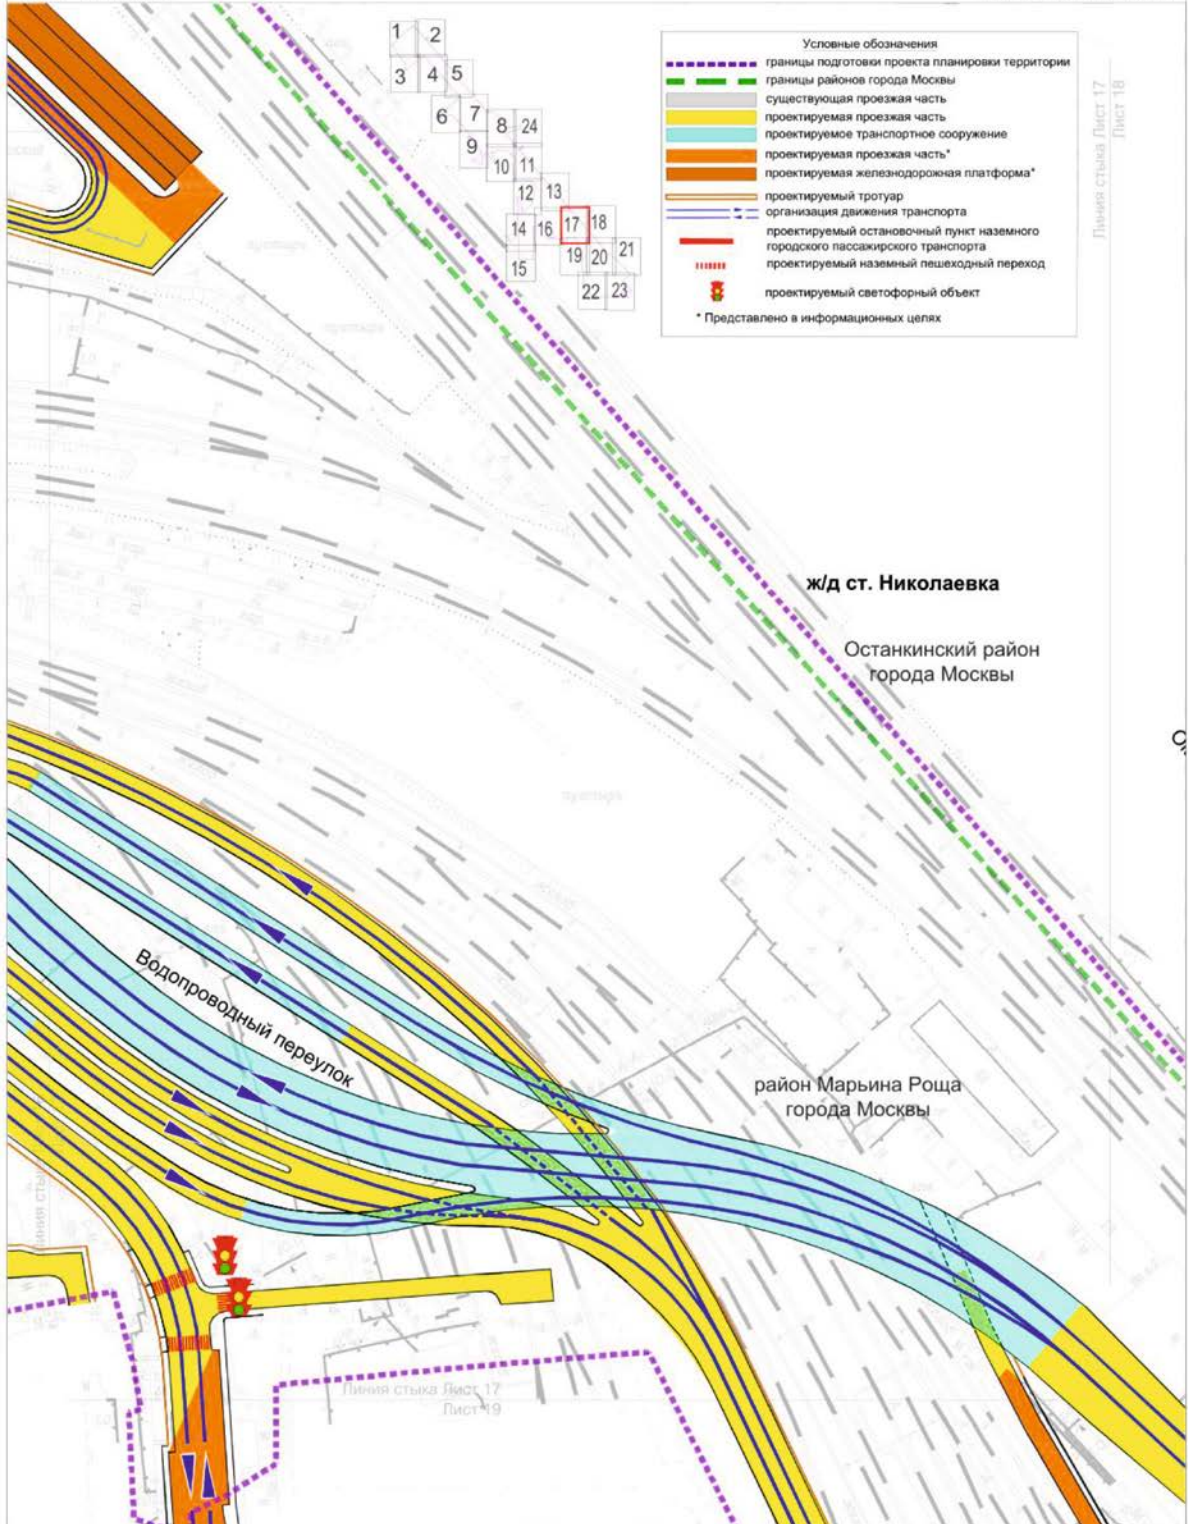 1 2
3 4 5
6 7 8 24
9 10 11
12 13
14 16 17 18
15 19 20 21
22 23
Условные обозначения
границы подготовки проекта планировки территории
границы районов города Москвы
существующая проезжая часть
проектируемая проезжая часть
проектируемое транспортное сооружение
проектируемая проезжая часть*
проектируемая железнодорожная платформа*
проектируемый тротуар
организация движения транспорта
проектируемый остановочный пункт наземного
городского пассажирского транспорта
проектируемый наземный пешеходный переход
проектируемый светофорный объект
* Представлено в информационных целях
Линия стыка Лист 17
Лист 18
ж/д ст. Николаевка
Останкинский район
города Москвы
Водопроводный переулок
район Марьина Роща
города Москвы
Линия стыка Лист 17
Лист 19